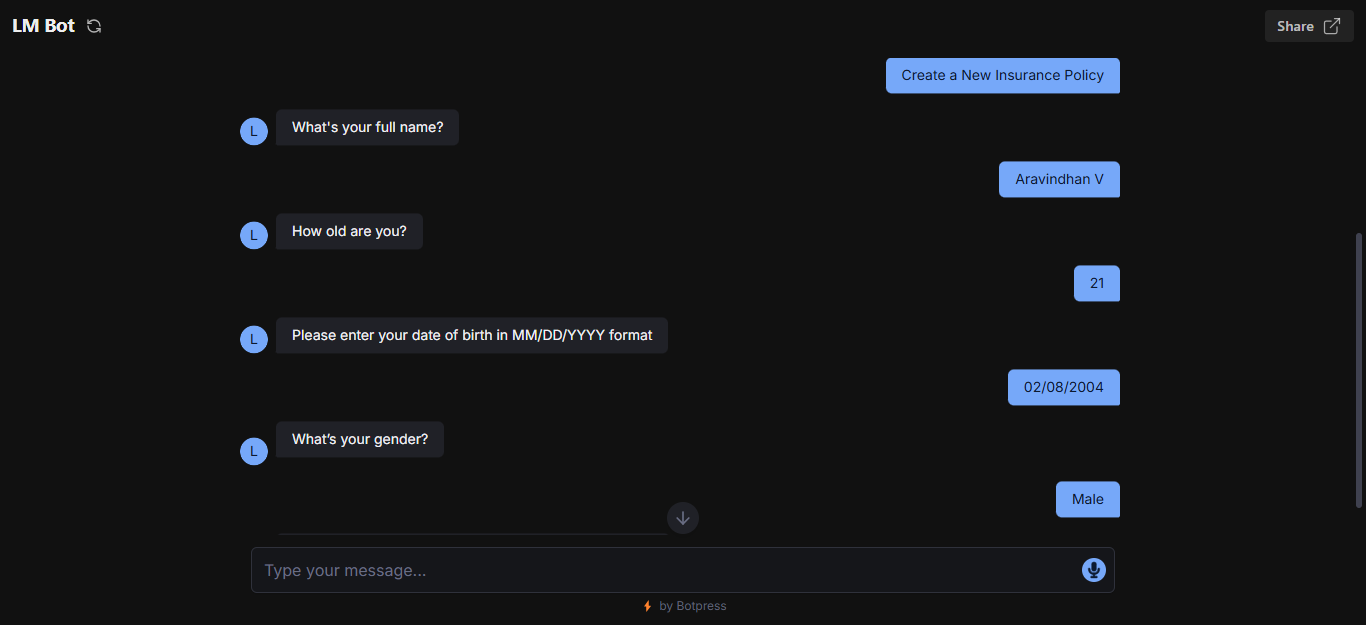 LM Bot
Share
Create a New Insurance Policy
L
What's your full name?
Aravindhan V
L
How old are you?
21
L
Please enter your date of birth in MM/DD/YYYY format
02/08/2004
L
What’s your gender?
Male
Type your message...
by Botpress